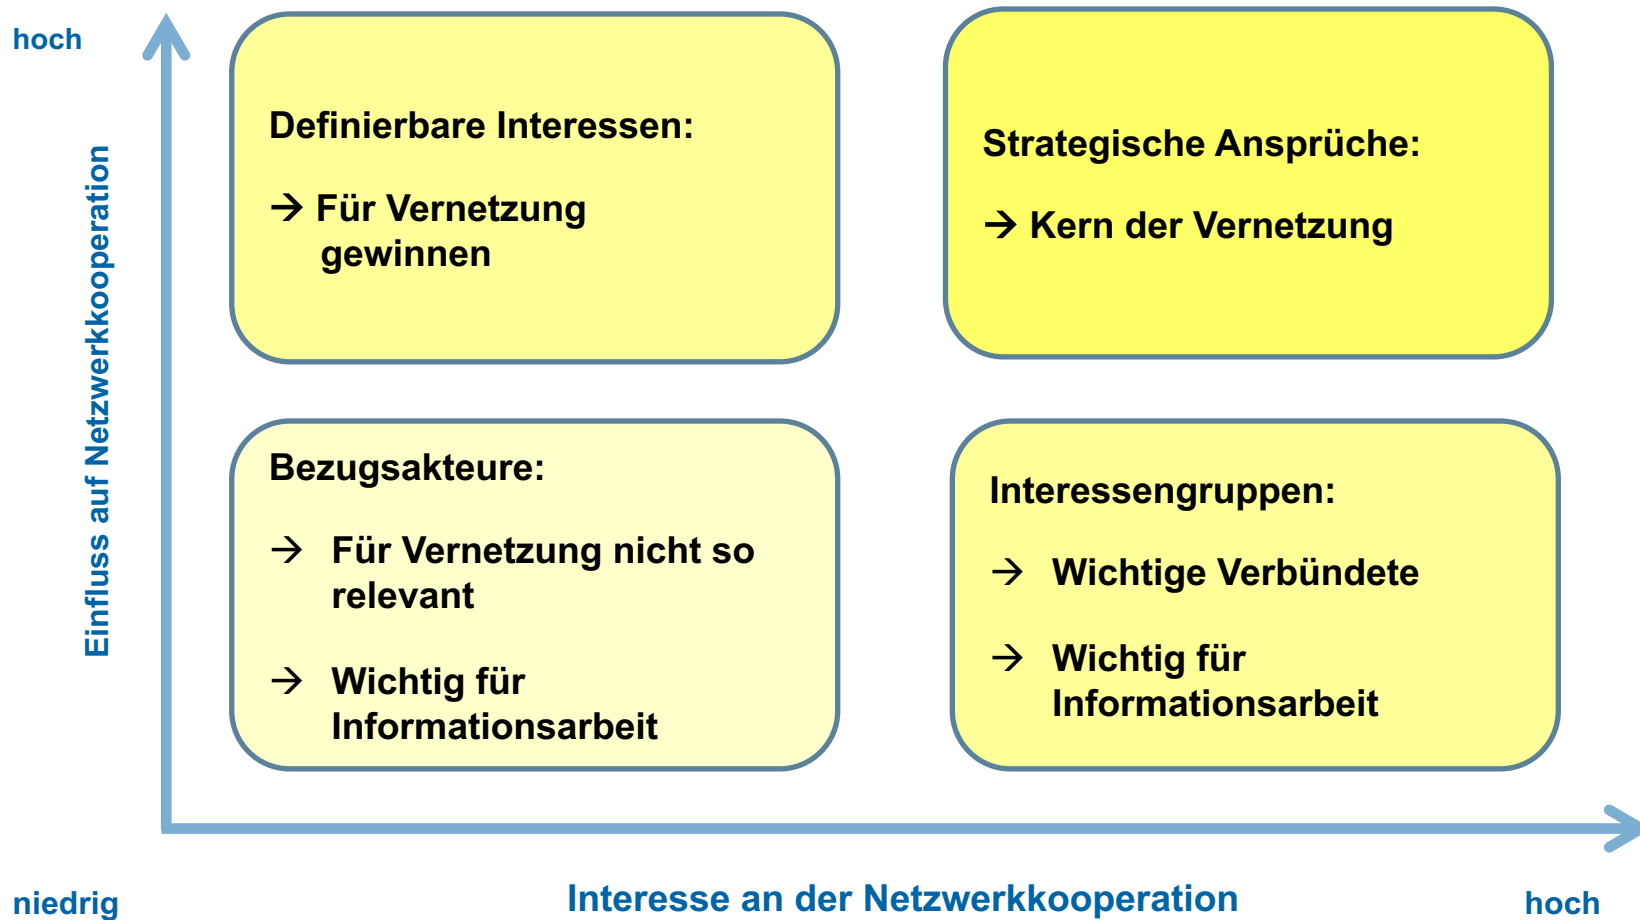 hoch
Einfluss auf Netzwerkkooperation
Definierbare Interessen:
→ Für Vernetzung
gewinnen
Strategische Ansprüche:
→ Kern der Vernetzung
Bezugsakteure:
→ Für Vernetzung nicht so
relevant
→ Wichtig für
Informationsarbeit
Interessengruppen:
→ Wichtige Verbündete
→ Wichtig für
Informationsarbeit
niedrig
Interesse an der Netzwerkkooperation
hoch